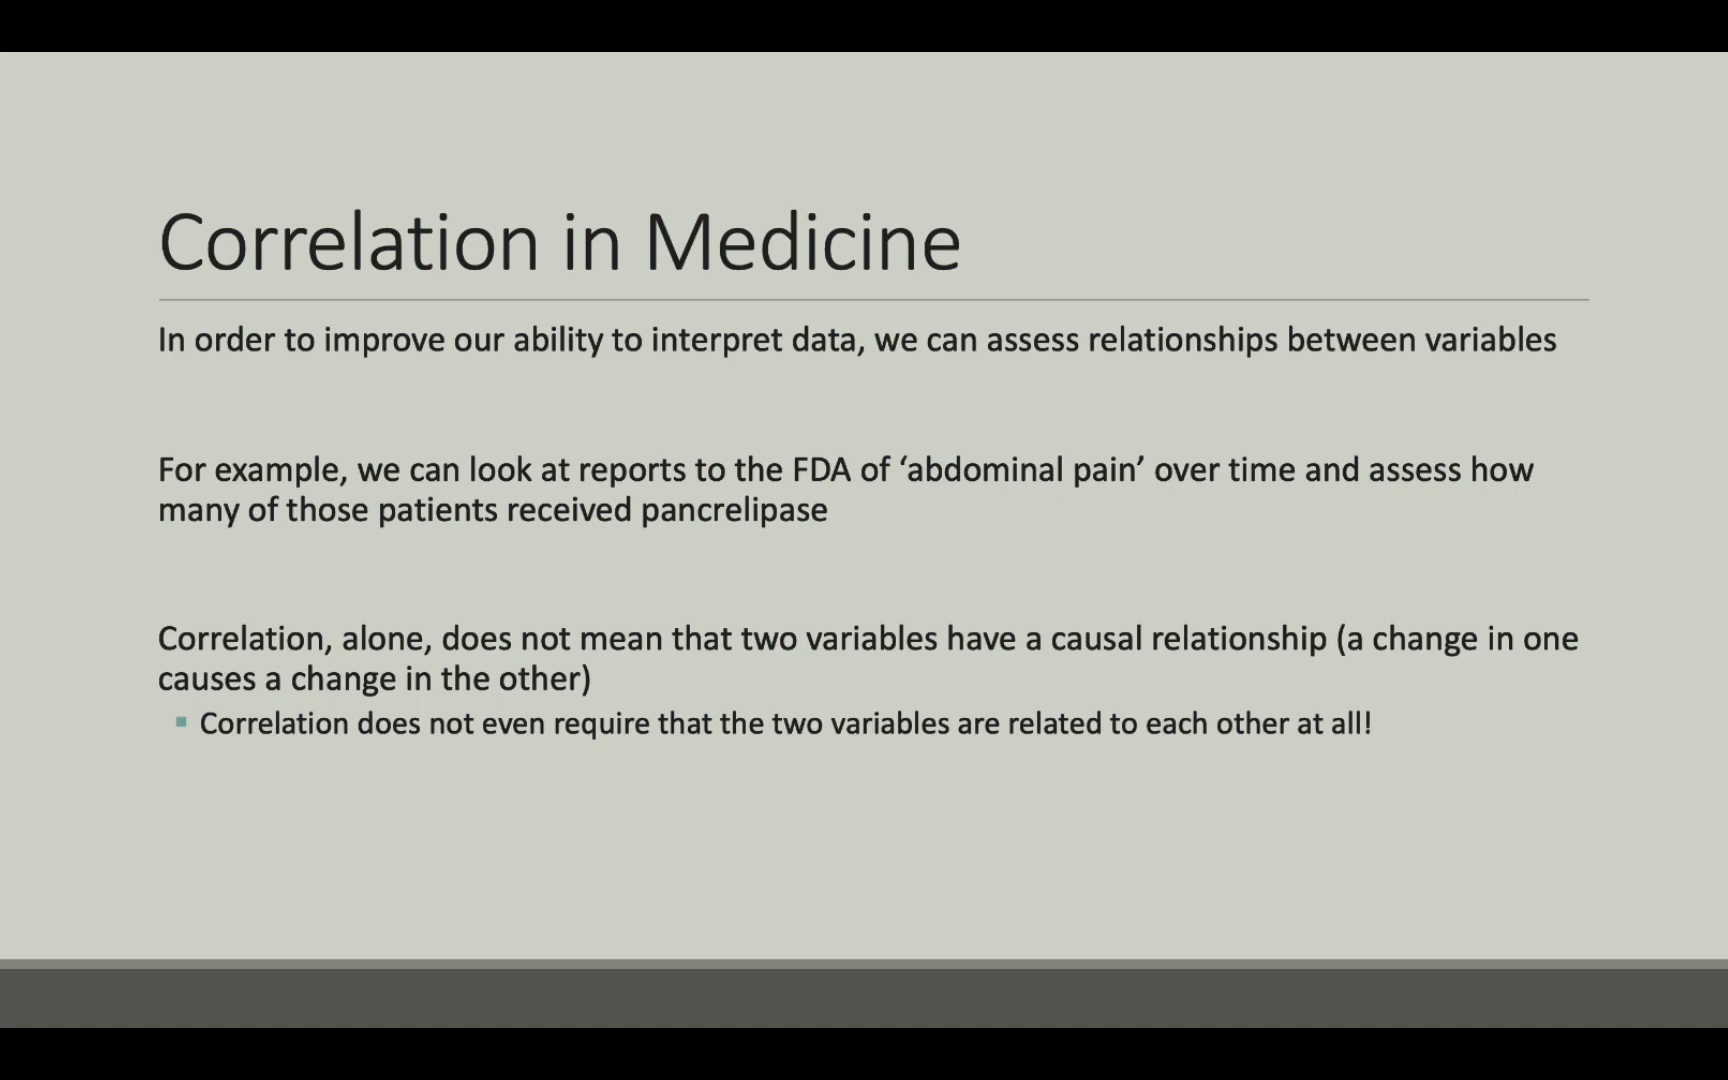 Correlation in Medicine
In order to improve our ability to interpret data, we can assess relationships between variables
For example, we can look at reports to the FDA of ‘abdominal pain’ over time and assess how
many of those patients received pancrelipase
Correlation, alone, does not mean that two variables have a causal relationship (a change in one
causes a change in the other)
▪ Correlation does not even require that the two variables are related to each other at all!